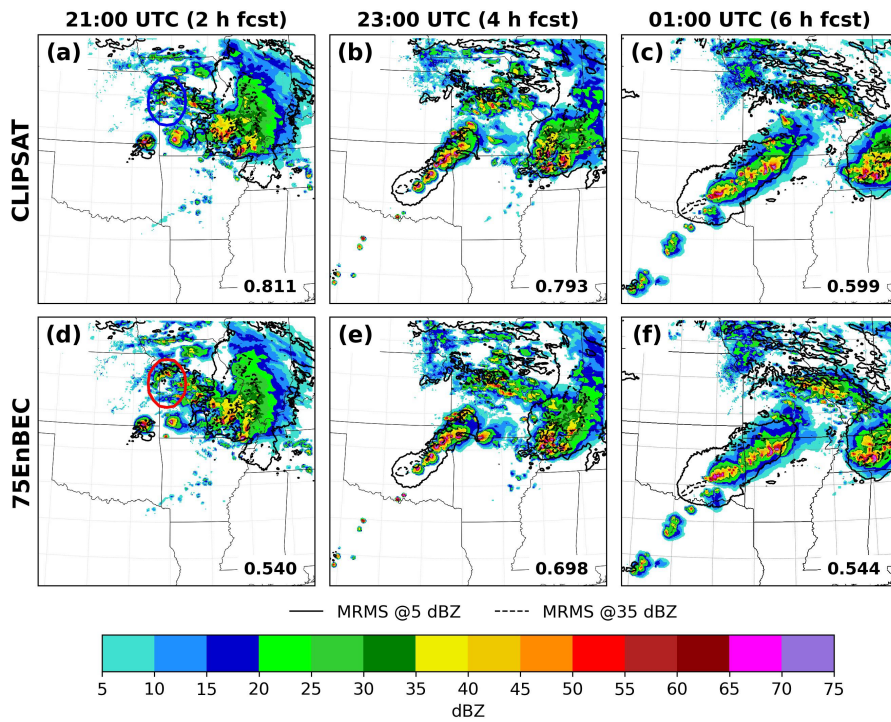 21:00 UTC (2 h fcst) 23:00 UTC (4 h fcst) 01:00 UTC (6 h fcst)
CLIPSAT
(a) (b) (c)
0.811 0.793 0.599
75EnBEC
(d) (e) (f)
0.540 0.698 0.544
MRMS @5 dBZ MRMS @35 dBZ
5 10 15 20 25 30 35 40 45 50 55 60 65 70 75
dBZ